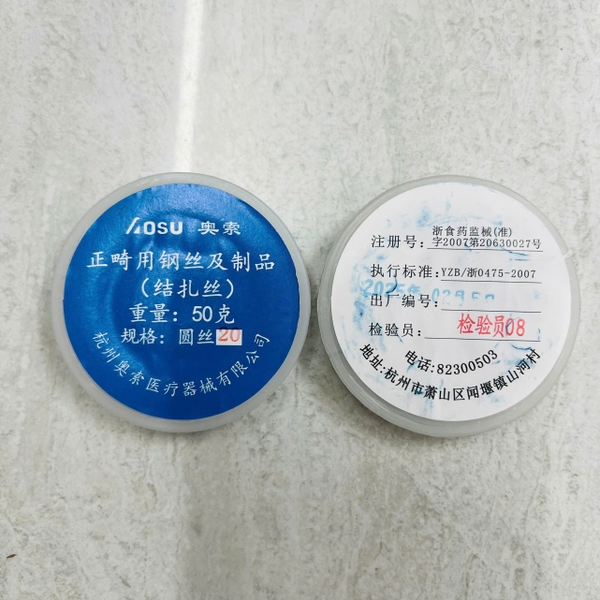 AOSU 奥索
正畸用钢丝及制品
(结扎丝)
重量: 50克
规格: 圆丝 20
杭州奥索医疗器械有限公司
浙食药监械(准)
注册号: 字2007第20630027号
执行标准: YZB/浙0475-2007
出厂编号:
检验员: 检验员08
电话: 82300503
地址: 杭州市萧山区闻堰镇山河村